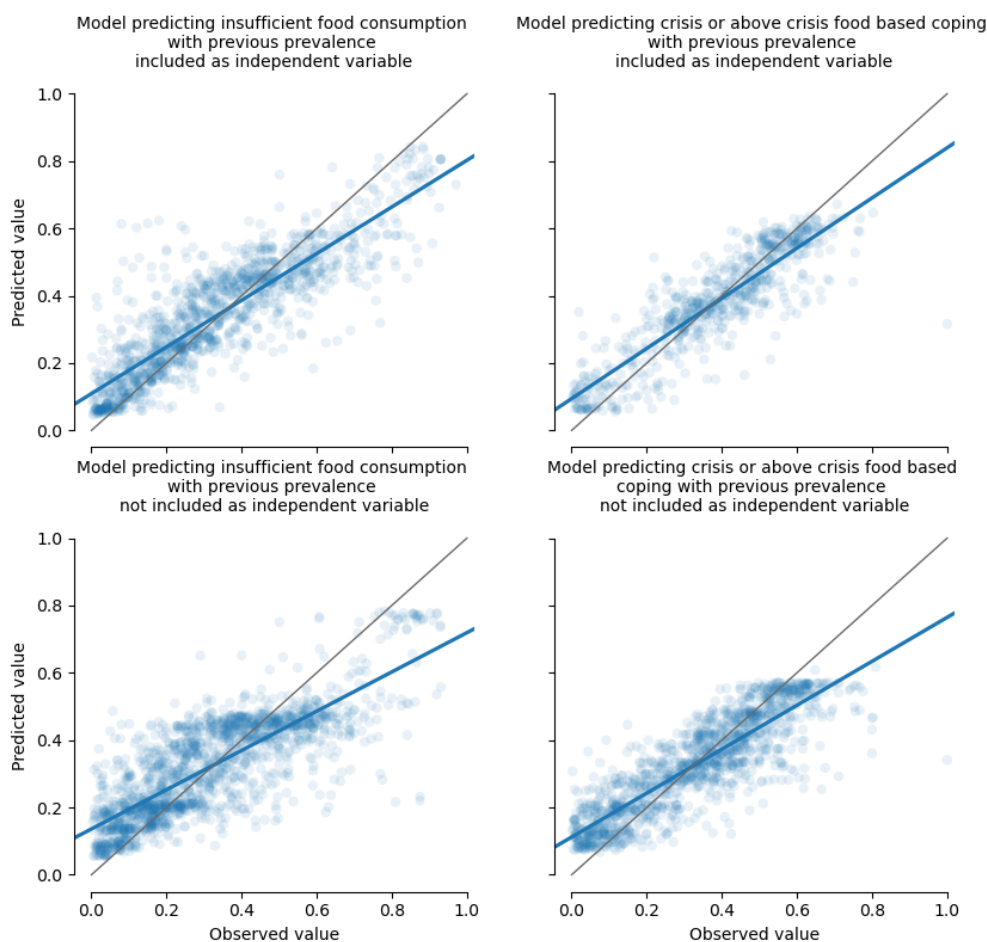 Model predicting insufficient food consumption
with previous prevalence
included as independent variable
Model predicting crisis or above crisis food based coping
with previous prevalence
included as independent variable
1.0
0.8
0.6
0.4
0.2
0.0
Predicted value
Model predicting insufficient food consumption
with previous prevalence
not included as independent variable
Model predicting crisis or above crisis food based
coping with previous prevalence
not included as independent variable
1.0
0.8
0.6
0.4
0.2
0.0
Predicted value
0.0 0.2 0.4 0.6 0.8 1.0
Observed value
0.0 0.2 0.4 0.6 0.8 1.0
Observed value